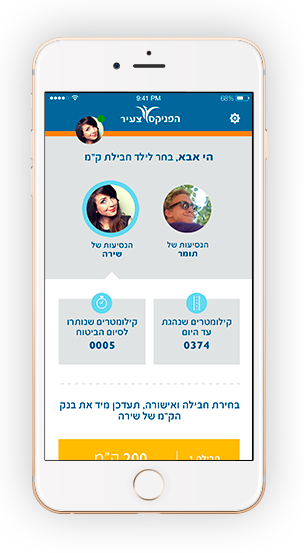 9:41 PM
68%
הפניקס צעיר
היי אבא, בחר לילד חבילת ק"מ
הנסיעות של
תומר
הנסיעות של
שירה
קילומטרים שנהגת
עד היום
0374
קילומטרים שנותרו
לסיום הביטוח
0005
בחירת חבילה ואישורה, תעדכן מיד את בנק
הק"מ של שירה
חבילה 1
200 ק"מ